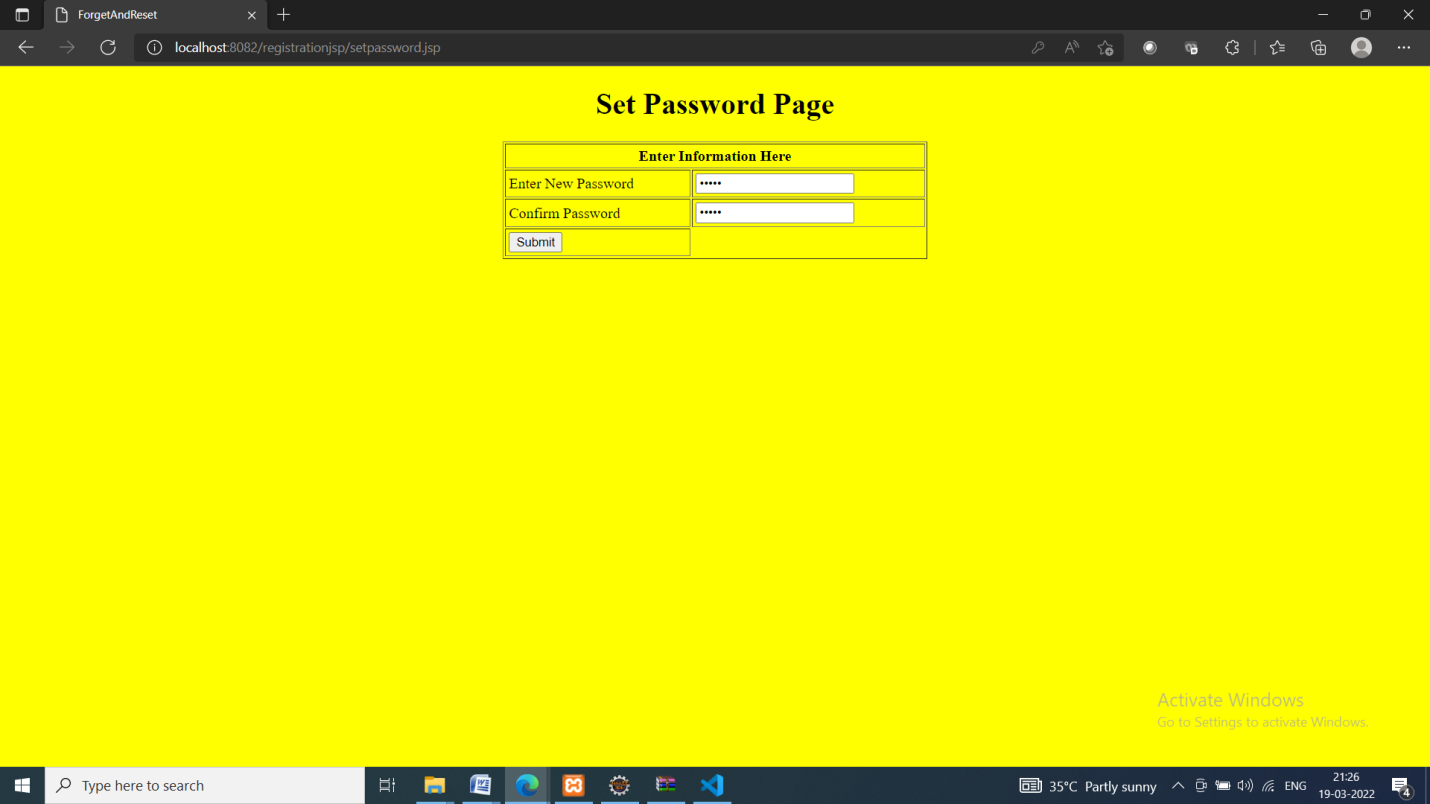 ForgetAndReset
localhost:8082/registrationjsp/setpassword.jsp
Set Password Page
Enter Information Here
Enter New Password •••••
Confirm Password •••••
Submit
Activate Windows
Go to Settings to activate Windows.
Type here to search
35°C Partly sunny
ENG
21:26
19-03-2022
4